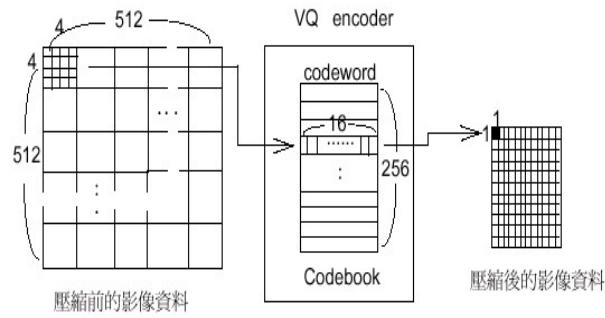 512
VQ encoder
4
4
codeword
...
16
1
......
1
512
256
:
:
:
Codebook
壓縮前的影像資料
壓縮後的影像資料